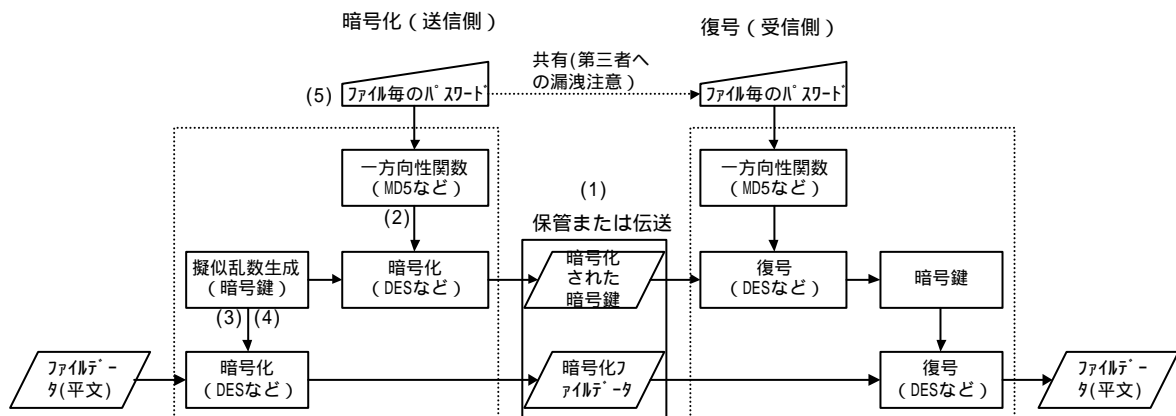 暗号化（送信側）
復号（受信側）
共有(第三者へ
の漏洩注意）
(5)
ﾌｧｲﾙ毎のﾊﾟｽﾜｰﾄﾞ
ﾌｧｲﾙ毎のﾊﾟｽﾜｰﾄﾞ
一方向性関数
（MD5など）
一方向性関数
（MD5など）
(1)
(2)
保管または伝送
擬似乱数生成
（暗号鍵）
暗号化
（DESなど）
暗号化
された
暗号鍵
復号
(DESなど）
暗号鍵
(3)
(4)
ﾌｧｲﾙﾃﾞｰ
ﾀ(平文)
暗号化
(DESなど）
暗号化ﾌ
ｧｲﾙﾃﾞｰﾀ
復号
(DESなど）
ﾌｧｲﾙﾃﾞｰ
ﾀ(平文)